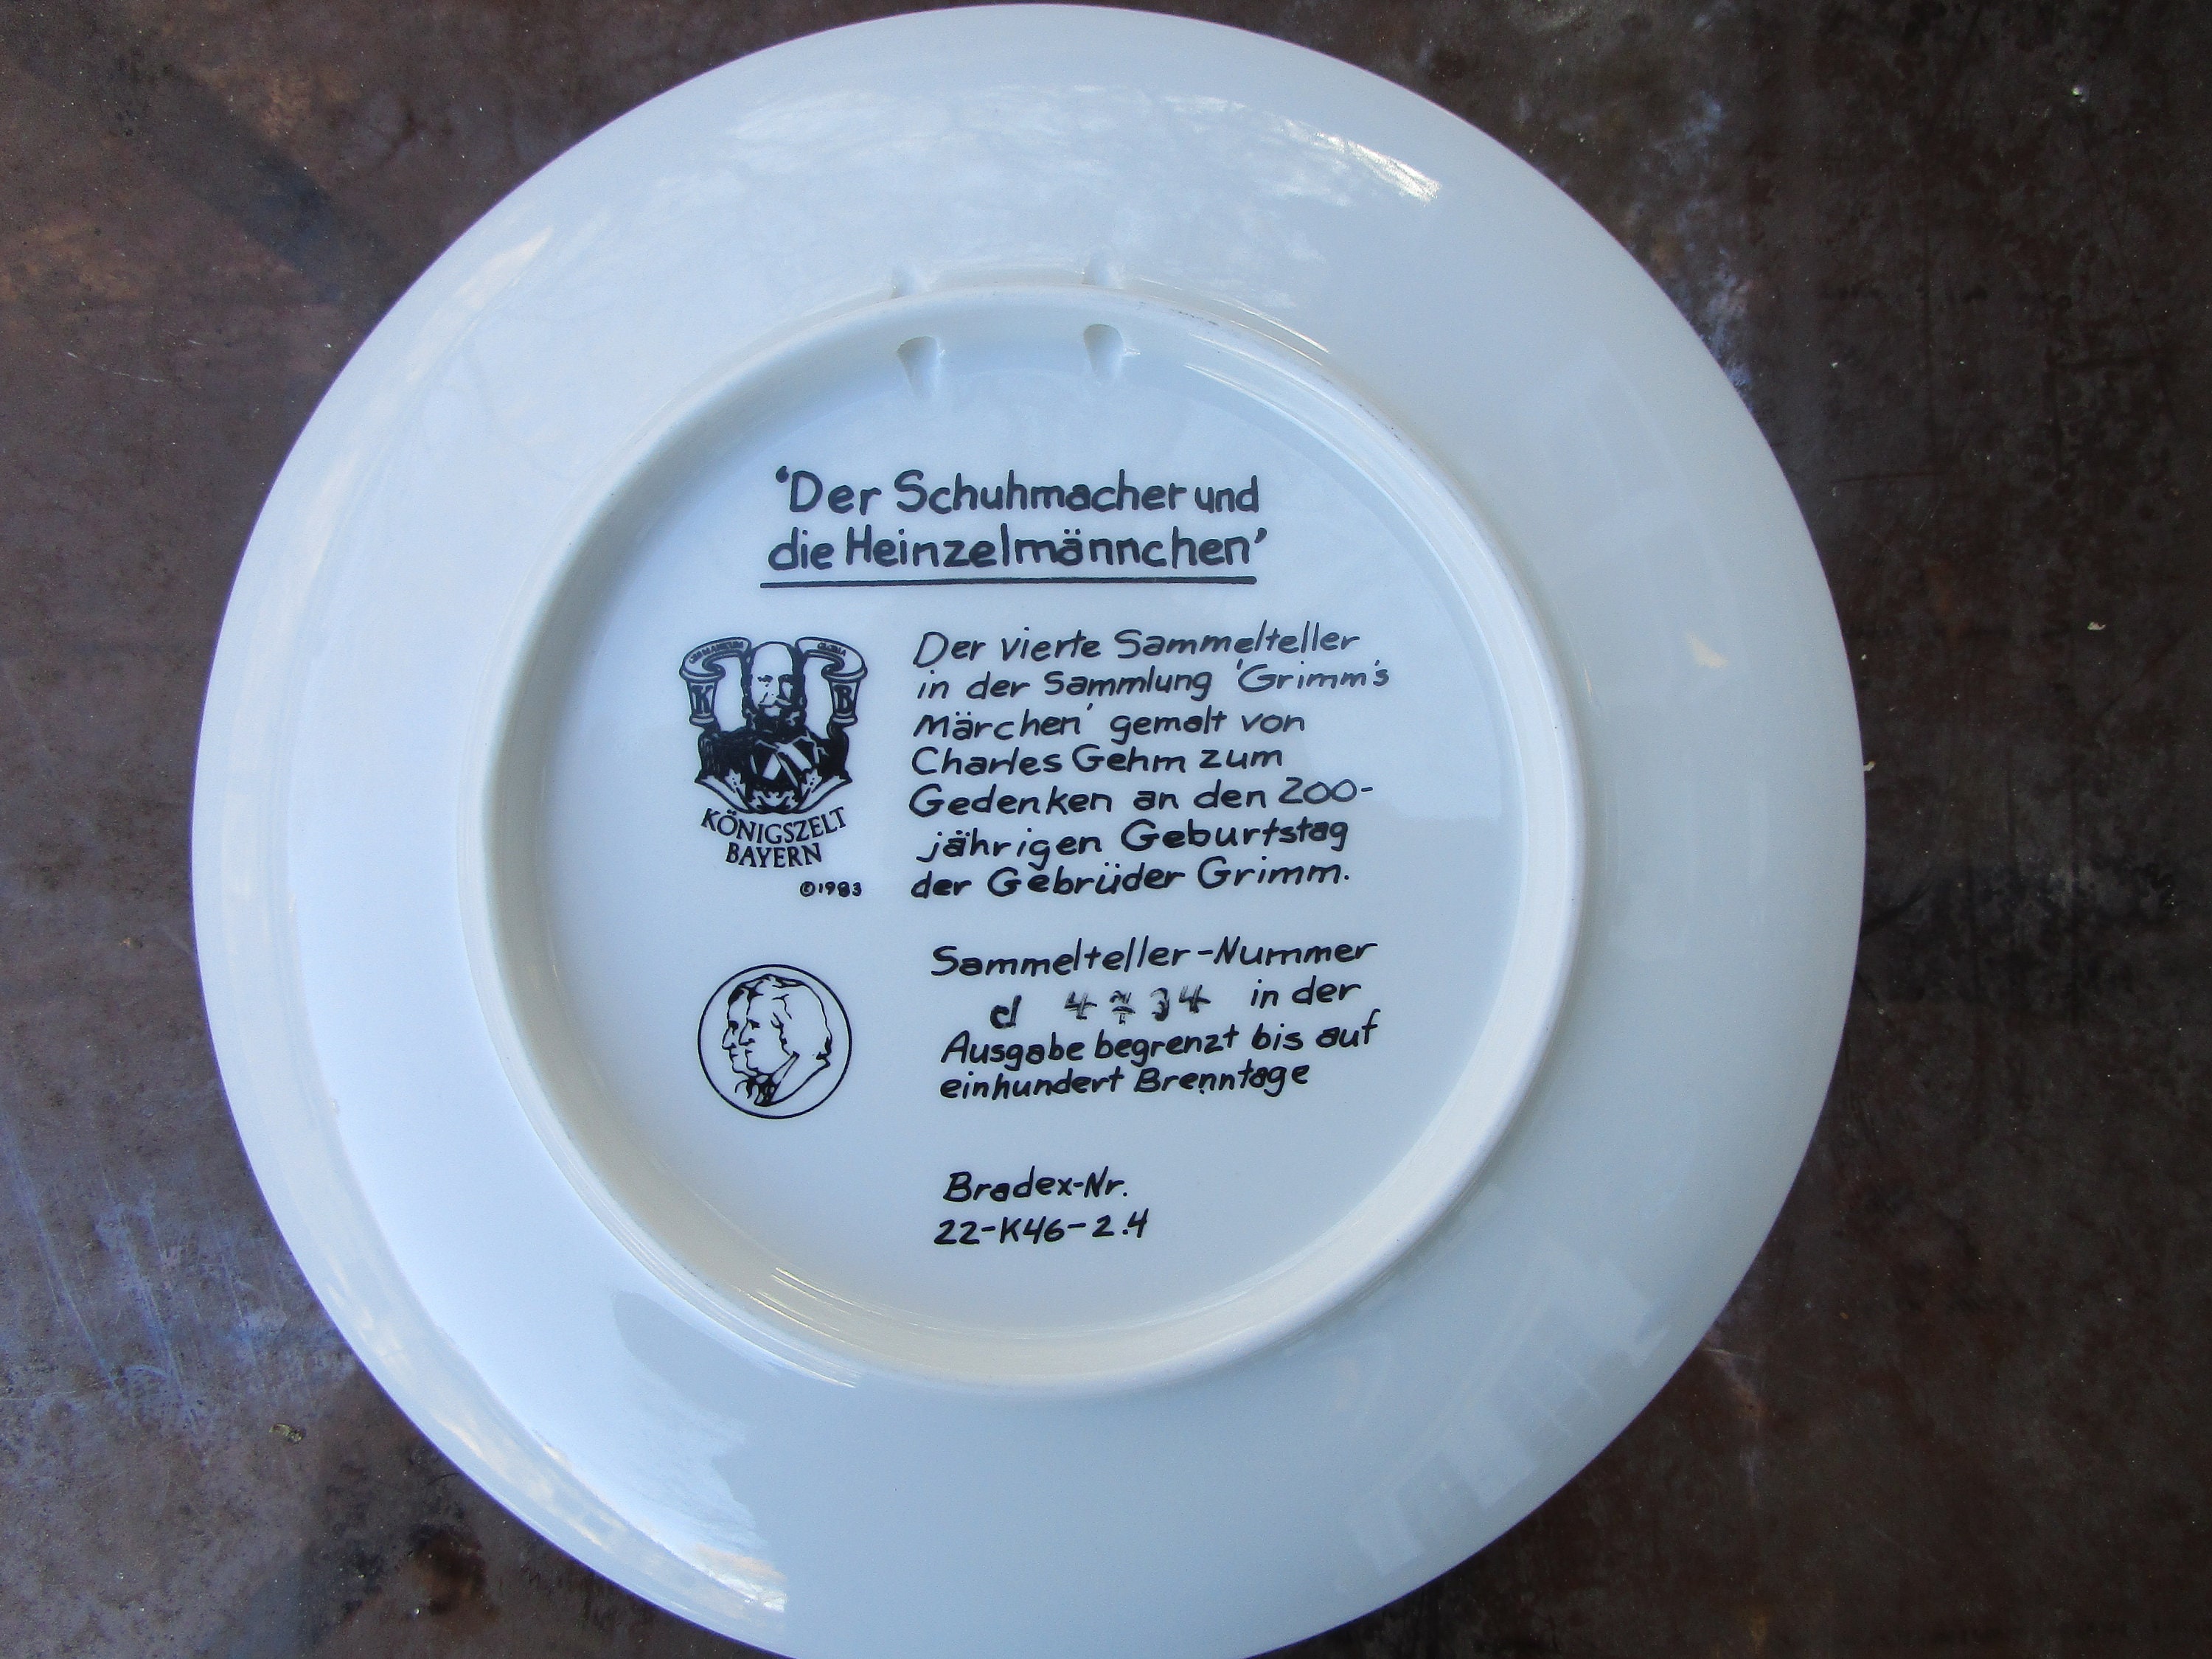 'Der Schuhmacher und
die Heinzelmännchen'
Der vierte Sammelteller
in der Sammlung 'Grimm's
Märchen' gemalt von
Charles Gehm zum
Gedenken an den 200-
jährigen Geburtstag
der Gebrüder Grimm.
K B
KÖNIGSZELT
BAYERN
©1983
Sammelteller-Nummer
in der
Ausgabe begrenzt bis auf
einhundert Brenntage
Bradex-Nr.
22-K46-2.4